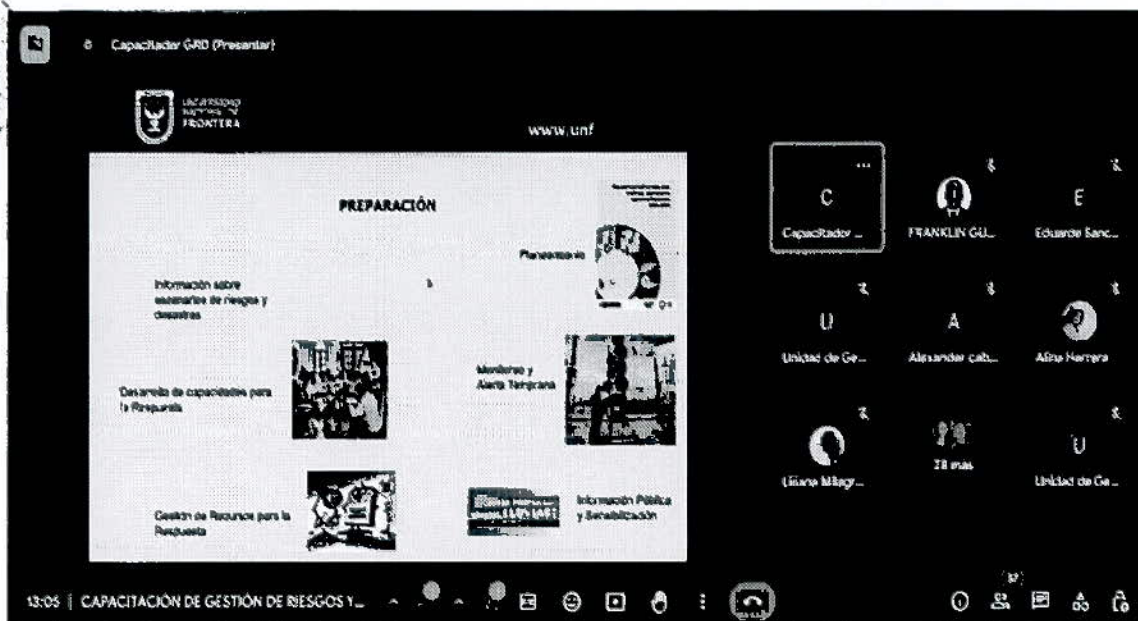 Capacitador GRD (Presentar)
UNIVERSIDAD
NACIONAL DE
FRONTERA
www.unf
PREPARACIÓN
Información sobre
escenarios de riesgos y
desastres
Planeamiento
Desarrollo de capacidades para
la Respuesta
Monitoreo y
Alerta Temprana
Gestión de Recursos para la
Respuesta
Información Pública
y Sensibilización
C
Capacitador ...
FRANKLIN GU...
E
Eduardo Sanc...
U
Unidad de Ge...
A
Alexander cab...
Alina Herrera
Liliana Milagr...
28 más
U
Unidad de Ge...
13:05 | CAPACITACIÓN DE GESTIÓN DE RIESGOS Y...
37